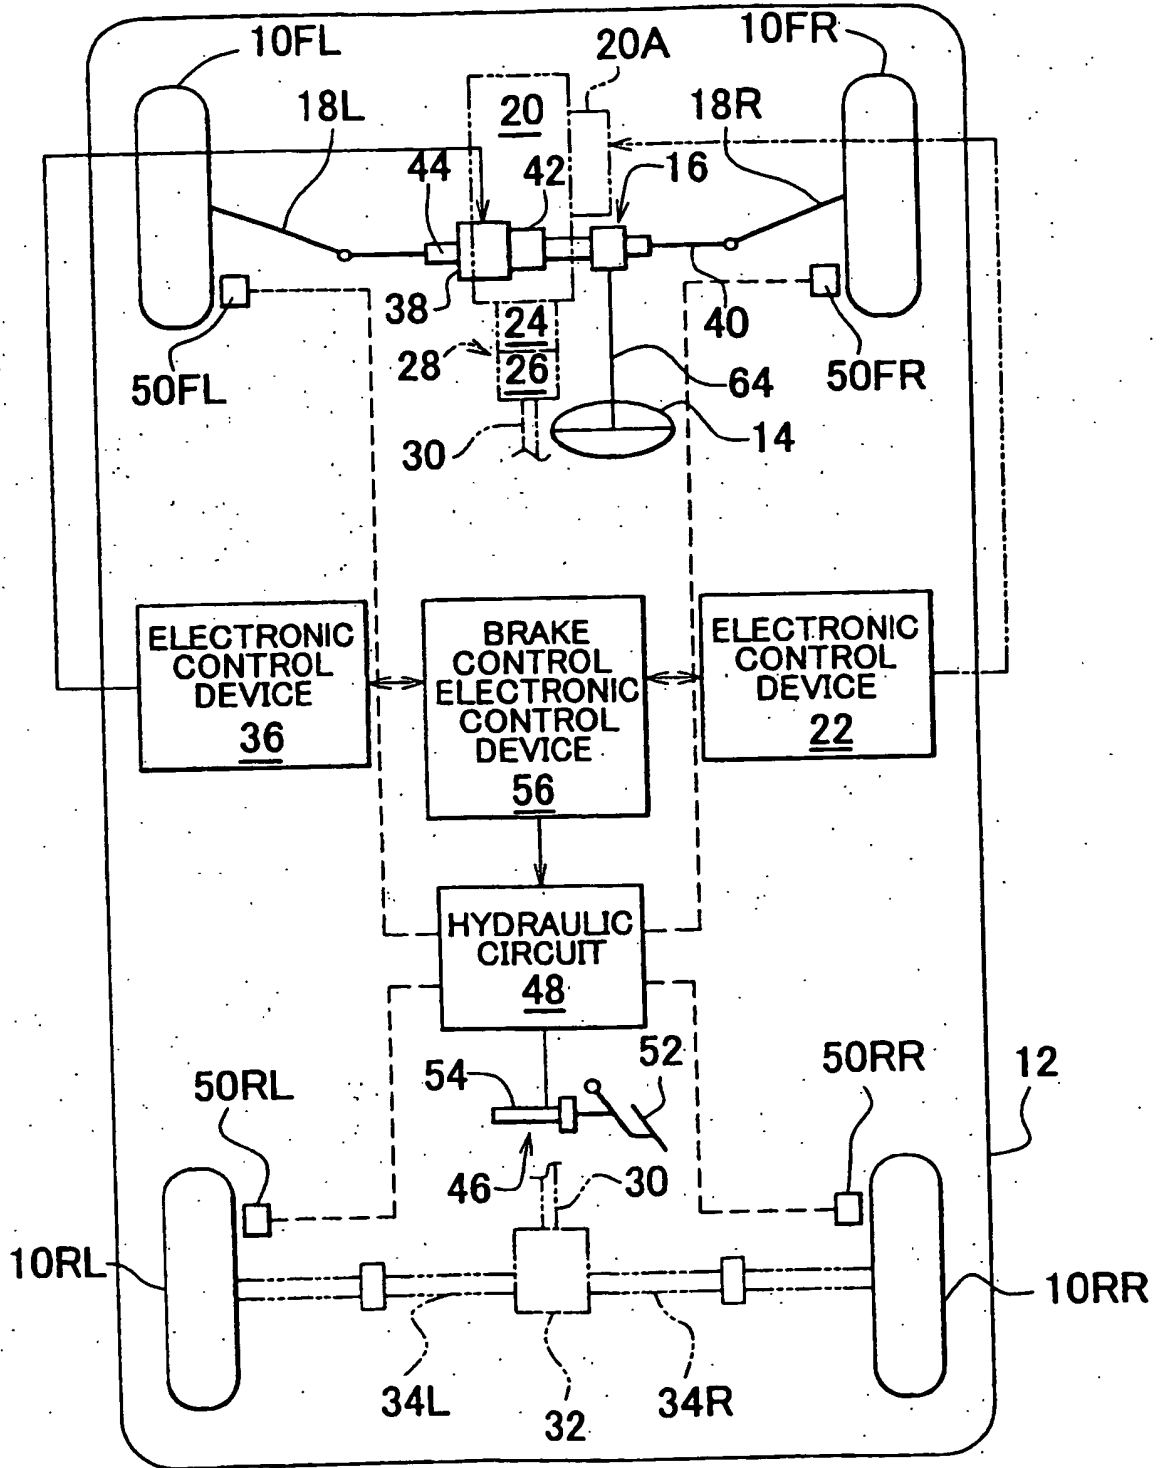 10FL
20A
10FR
18L
20
18R
44
42
16
38
24
40
28
26
64
50FL
50FR
30
14
ELECTRONIC
CONTROL
DEVICE
36
BRAKE
CONTROL
ELECTRONIC
CONTROL
DEVICE
56
ELECTRONIC
CONTROL
DEVICE
22
HYDRAULIC
CIRCUIT
48
54
52
50RR
12
50RL
46
30
10RL
10RR
34L
32
34R